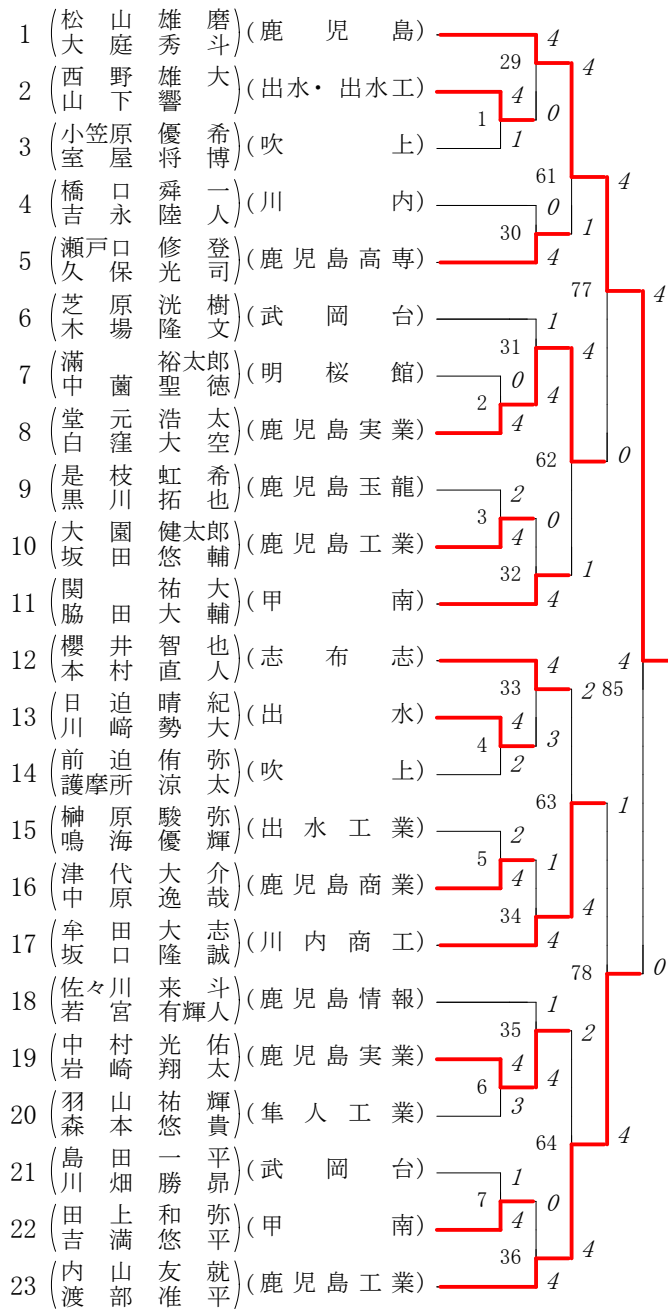 1 (松山雄磨 大庭秀斗) (鹿児島) 4
29 4
2 (西野雄大 山下響) (出水・出水工) 4
1 0
3 (小笠原優希 室屋将博) (吹上) 1
61 4
4 (橋口舜一 吉永陸人) (川内) 0
30 1
5 (瀬戸口修登 久保光司) (鹿児島高専) 4
77 4
6 (芝原洸樹 木場隆文) (武岡台) 1
31 4
7 (滿裕太郎 中薗聖徳) (明桜館) 0
2 4
8 (堂元浩太 白窪大空) (鹿児島実業) 4
62 0
9 (是枝虹希 黒川拓也) (鹿児島玉龍) 2
3 0
10 (大園健太郎 坂田悠輔) (鹿児島工業) 4
32 1
11 (関祐大 脇田大輔) (甲南) 4
12 (櫻井智也 本村直人) (志布志) 4 4
33 2 85
13 (日迫晴紀 川﨑勢大) (出水) 4
4 3
14 (前迫侑弥 護摩所涼太) (吹上) 2
63 1
15 (榊原駿弥 鳴海優輝) (出水工業) 2
5 1
16 (津代大介 中原逸哉) (鹿児島商業) 4
34 4
17 (牟田大志 坂口隆誠) (川内商工) 4
78 0
18 (佐々川来斗 若宮有輝人) (鹿児島情報) 1
35 2
19 (中村光佑 岩崎翔太) (鹿児島実業) 4
6 4
20 (羽山祐輝 森本悠貴) (隼人工業) 3
64 4
21 (島田一平 川畑勝昴) (武岡台) 1
7 0
22 (田上和弥 吉満悠平) (甲南) 4
36 4
23 (内山友就 渡部准平) (鹿児島工業) 4